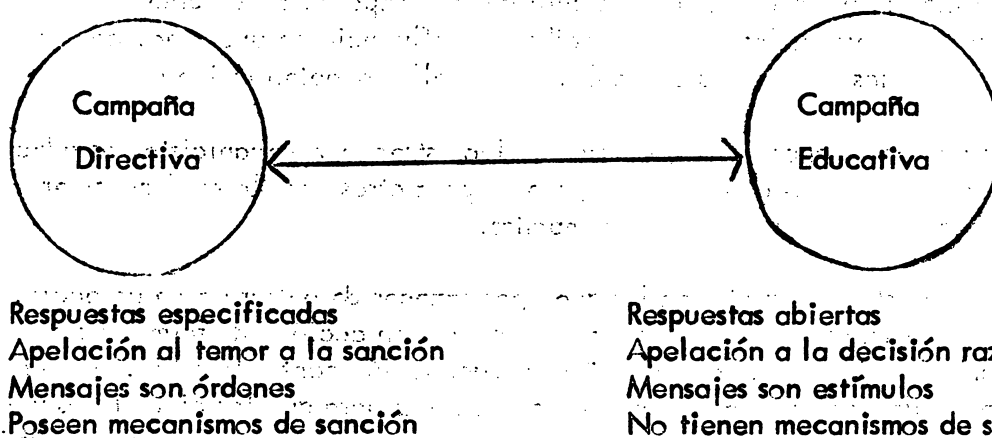 Campaña
Directiva
Campaña
Educativa
Respuestas especificadas
Apelación al temor a la sanción
Mensajes son órdenes
Poseen mecanismos de sanción
Respuestas abiertas
Apelación a la decisión
Mensajes son estímulos
No tienen mecanismos de